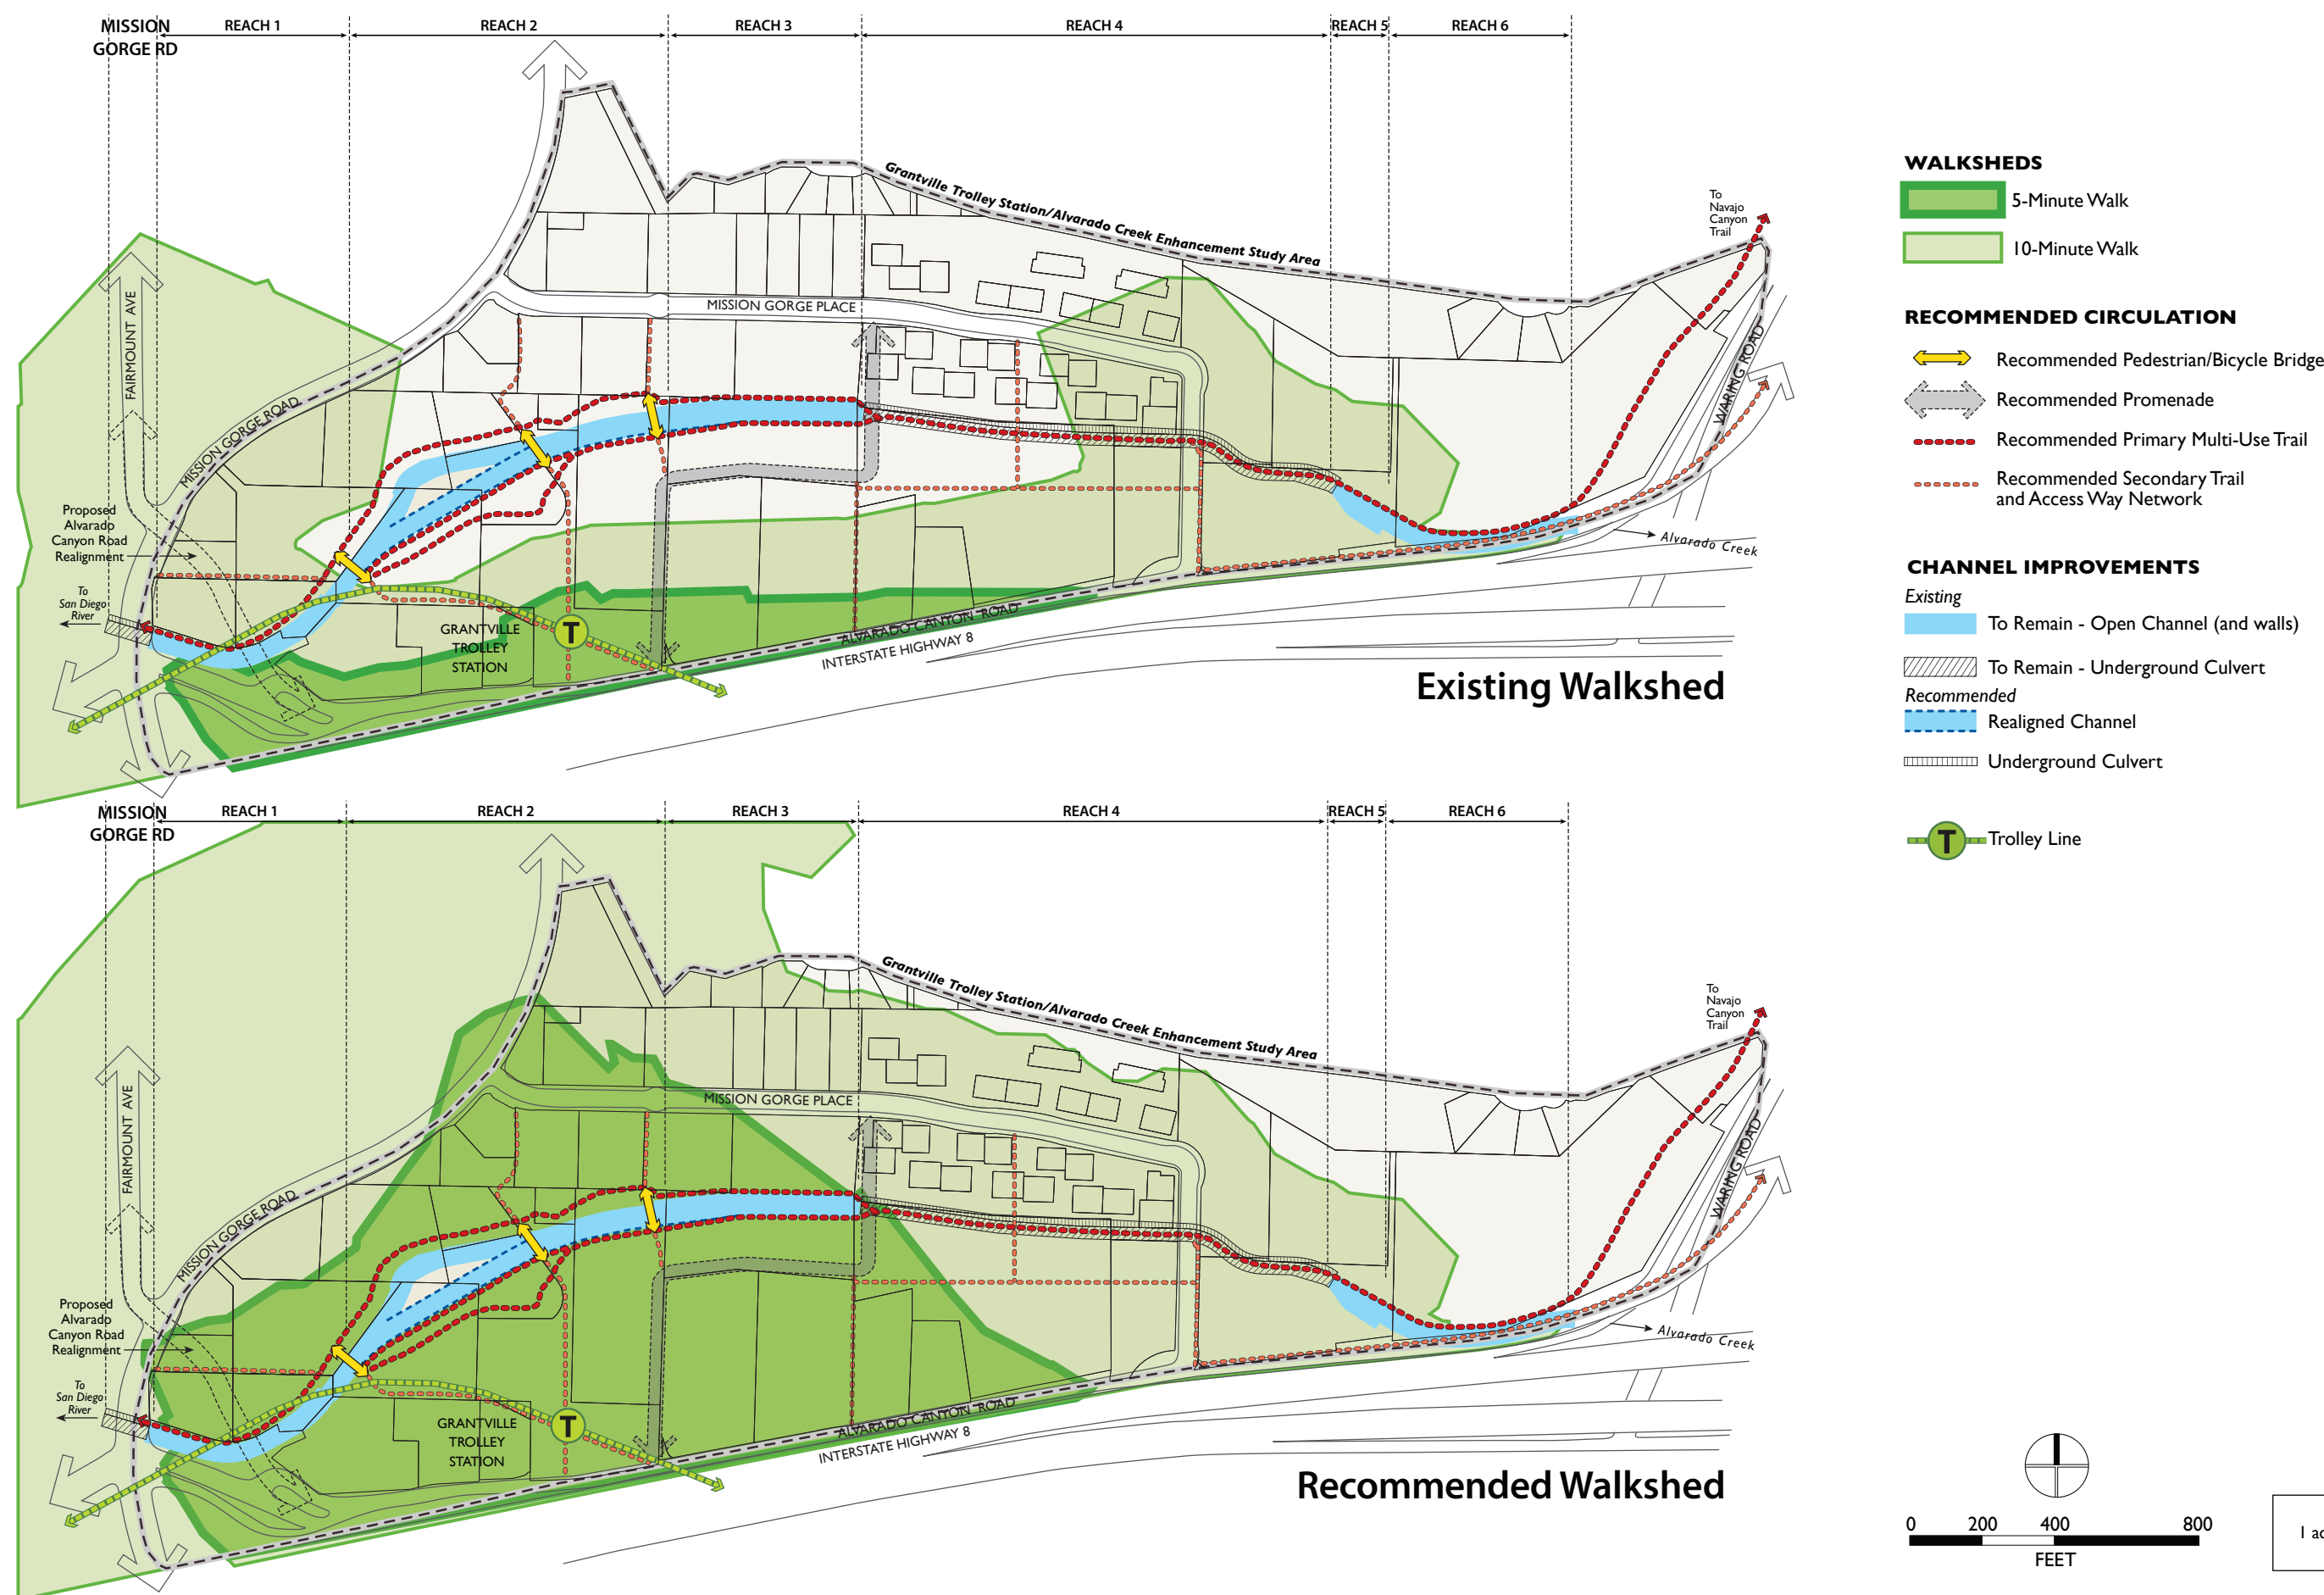 MISSION
GORGE RD
REACH 1
REACH 2
REACH 3
REACH 4
REACH 5
REACH 6
Grantville Trolley Station/Alvarado Creek Enhancement Study Area
To
Navajo
Canyon
Trail
FAIRMOUNT AVE
MISSION GORGE PLACE
MISSION GORGE ROAD
WARING ROAD
Proposed
Alvarado
Canyon Road
Realignment
To
San Diego
River
Alvarado Creek
GRANTVILLE
TROLLEY
STATION
T
ALVARADO CANYON ROAD
INTERSTATE HIGHWAY 8
Existing Walkshed
MISSION
GORGE RD
REACH 1
REACH 2
REACH 3
REACH 4
REACH 5
REACH 6
Grantville Trolley Station/Alvarado Creek Enhancement Study Area
To
Navajo
Canyon
Trail
FAIRMOUNT AVE
MISSION GORGE PLACE
MISSION GORGE ROAD
WARING ROAD
Proposed
Alvarado
Canyon Road
Realignment
To
San Diego
River
Alvarado Creek
GRANTVILLE
TROLLEY
STATION
T
ALVARADO CANYON ROAD
INTERSTATE HIGHWAY 8
Recommended Walkshed
WALKSHEDS
5-Minute Walk
10-Minute Walk
RECOMMENDED CIRCULATION
Recommended Pedestrian/Bicycle Bridge
Recommended Promenade
Recommended Primary Multi-Use Trail
Recommended Secondary Trail
and Access Way Network
CHANNEL IMPROVEMENTS
Existing
To Remain - Open Channel (and walls)
To Remain - Underground Culvert
Recommended
Realigned Channel
Underground Culvert
T Trolley Line
0 200 400 800
FEET
1